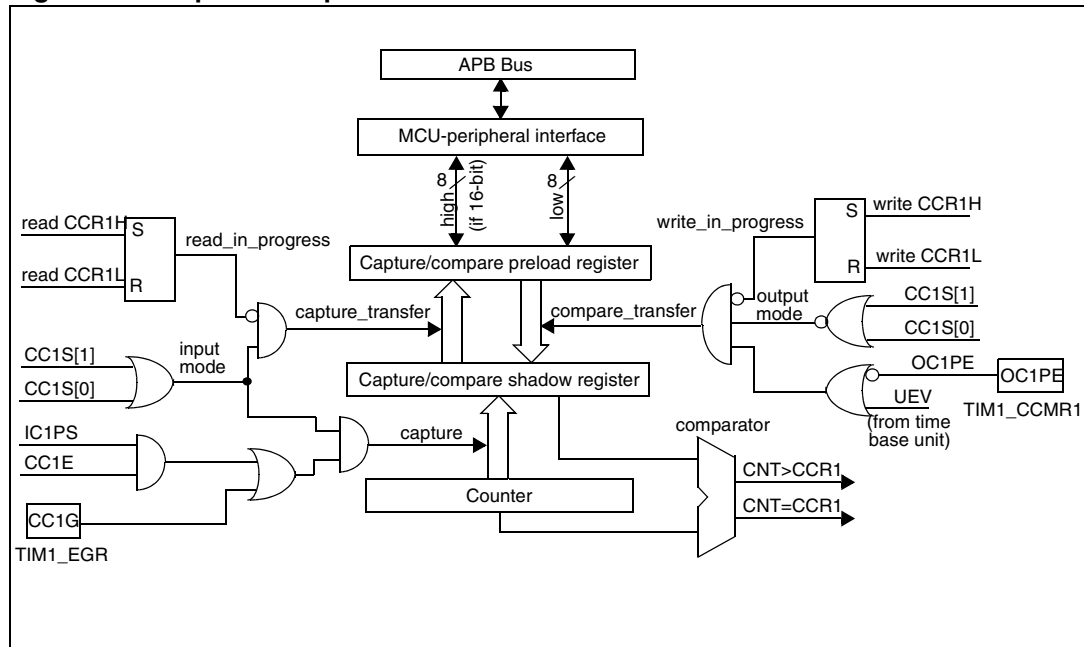 APB Bus
MCU-peripheral interface
8
high
(if 16-bit)
8
low
read CCR1H
S
read_in_progress
read CCR1L
R
write_in_progress
S
write CCR1H
R
write CCR1L
Capture/compare preload register
capture_transfer
compare_transfer
output
mode
CC1S[1]
CC1S[0]
input
mode
CC1S[1]
CC1S[0]
Capture/compare shadow register
OC1PE
OC1PE
UEV
(from time
base unit)
TIM1_CCMR1
IC1PS
CC1E
capture
comparator
Counter
CNT>CCR1
CNT=CCR1
CC1G
TIM1_EGR